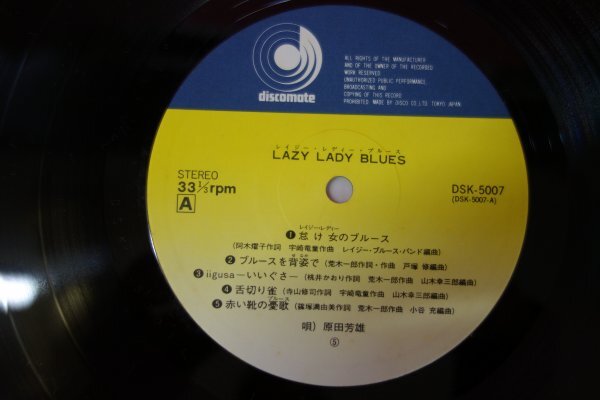 discomate
ALL RIGHTS OF THE MANUFACTURTR
AND OF THE OWNER OF THE RECORDED
WORK RESERVED
UNAUTHORIZED PUBLIC PERFORMANCE,
BROADCASTING AND
COPYING OF THIS RECORD
PROHIBITED. MADE BY DISCO CO.,LTD. TOKYO, JAPAN.
レイジー・レディー・ブルース
LAZY LADY BLUES
STEREO
33 1/3 rpm
A
DSK-5007
(DSK-5007-A)
レイジー・レディー
❶ 怠け女のブルース
(阿木燿子作詞 宇崎竜童作曲 レイジー・ブルース・バンド編曲)
❷ ブルースを背姿で (荒木一郎作詞・作曲 戸塚 修編曲)
❸ iigusa—いいぐさ— (桃井かおり作詞 荒木一郎作曲 山木幸三郎編曲)
❹ 舌切り雀 (寺山修司作詞 宇崎竜童作曲 山木幸三郎編曲)
ブルース
❺ 赤い靴の憂歌 (篠塚満由美作詞 荒木一郎作曲 小谷 充編曲)
唄) 原田芳雄
⑤